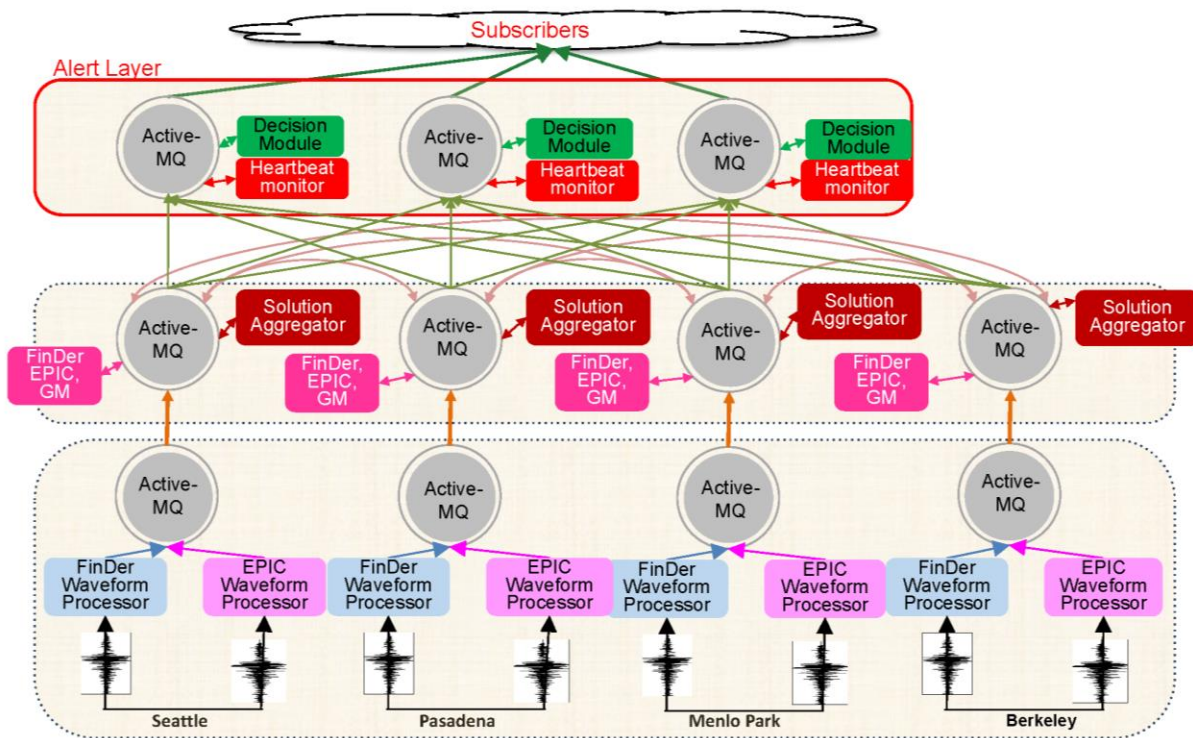 Subscribers
Alert Layer
Active-
MQ
Decision
Module
Heartbeat
monitor
Active-
MQ
Decision
Module
Heartbeat
monitor
Active-
MQ
Decision
Module
Heartbeat
monitor
Active-
MQ
Solution
Aggregator
FinDer
EPIC,
GM
Active-
MQ
Solution
Aggregator
FinDer,
EPIC,
GM
Active-
MQ
Solution
Aggregator
FinDer,
EPIC,
GM
Active-
MQ
Solution
Aggregator
FinDer
EPIC,
GM
Active-
MQ
Active-
MQ
Active-
MQ
Active-
MQ
FinDer
Waveform
Processor
EPIC
Waveform
Processor
FinDer
Waveform
Processor
EPIC
Waveform
Processor
FinDer
Waveform
Processor
EPIC
Waveform
Processor
FinDer
Waveform
Processor
EPIC
Waveform
Processor
Seattle
Pasadena
Menlo Park
Berkeley